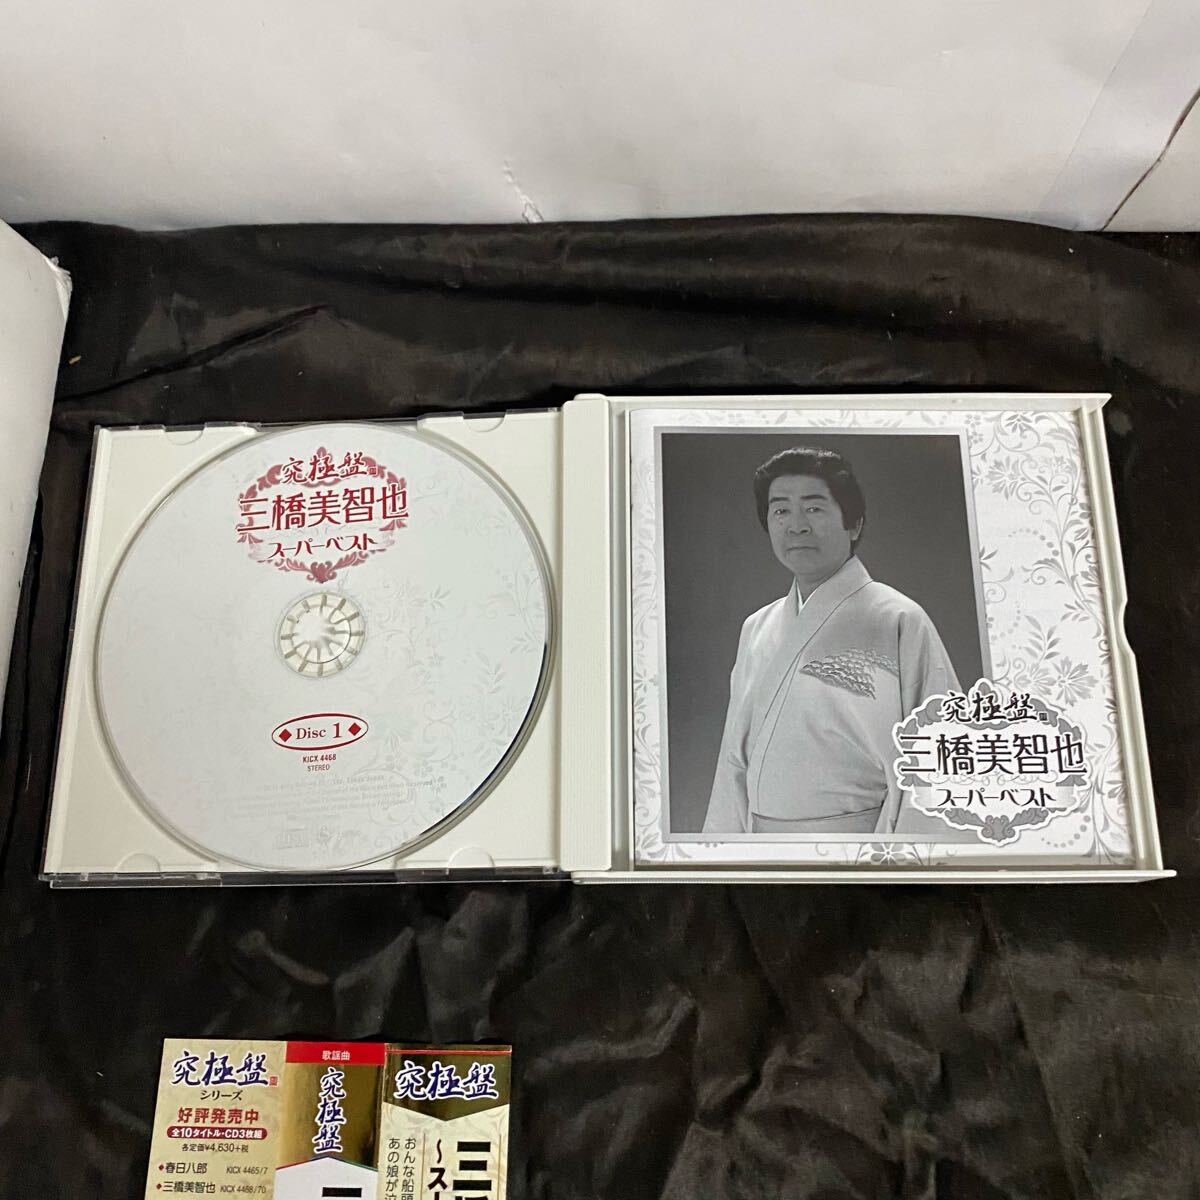 究極盤
三橋美智也
スーパーベスト
Disc 1
KICX 4468
STEREO
究極盤
三橋美智也
スーパーベスト
究極盤
シリーズ
好評発売中
全10タイトル・CD3枚組
各定価¥4,630+税
春日八郎 KICX 4465/7
三橋美智也 KICX 4468/70
歌謡曲
究極盤
究極盤
おんな船頭
あの娘が泣